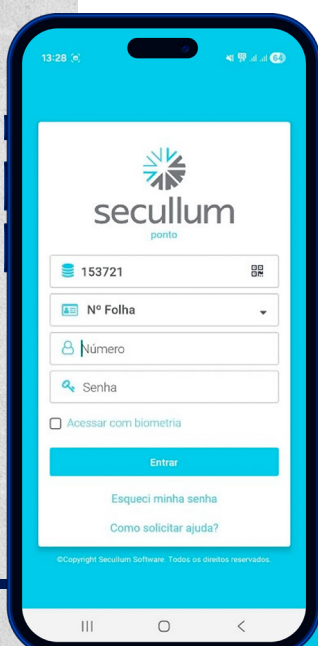 13:28
64
secullum
ponto
153721
Nº Folha
Número
Senha
Acessar com biometria
Entrar
Esqueci minha senha
Como solicitar ajuda?
©Copyright Secullum Software. Todos os direitos reservados.